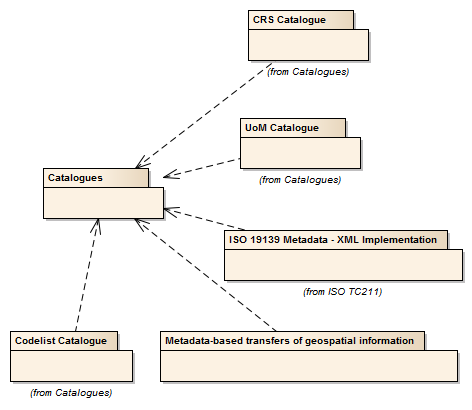 CRS Catalogue
(from Catalogues)
UoM Catalogue
(from Catalogues)
Catalogues
ISO 19139 Metadata - XML Implementation
(from ISO TC211)
Codelist Catalogue
(from Catalogues)
Metadata-based transfers of geospatial information